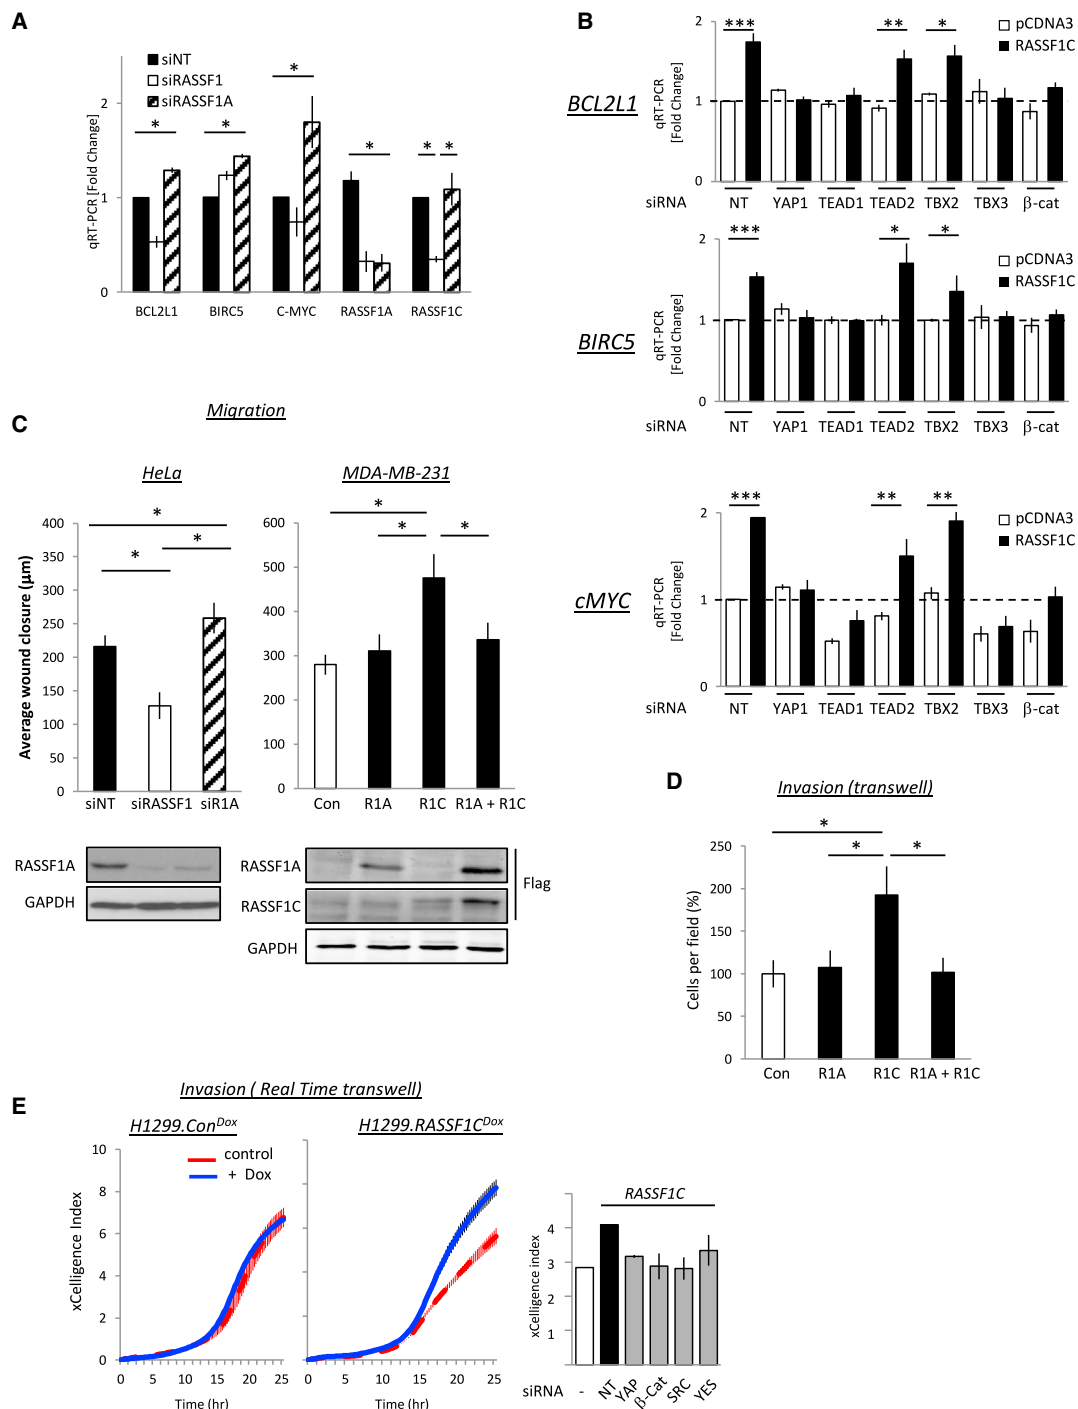 A
siNT
siRASSF1
siRASSF1A
qRT-PCR [Fold Change]
2
1
0
*
*
*
*
* *
BCL2L1 BIRC5 C-MYC RASSF1A RASSF1C
B
BCL2L1
qRT-PCR
[Fold Change]
2
1
0
*** ** *
pCDNA3
RASSF1C
siRNA NT YAP1 TEAD1 TEAD2 TBX2 TBX3 β-cat
BIRC5
qRT-PCR
[Fold Change]
2
1
0
*** * *
pCDNA3
RASSF1C
siRNA NT YAP1 TEAD1 TEAD2 TBX2 TBX3 β-cat
cMYC
qRT-PCR
[Fold Change]
2
1
0
*** ** **
pCDNA3
RASSF1C
siRNA NT YAP1 TEAD1 TEAD2 TBX2 TBX3 β-cat
C
Migration
HeLa
Average wound closure (μm)
400
350
300
250
200
150
100
50
0
*
*
*
siNT siRASSF1 siR1A
RASSF1A
GAPDH
MDA-MB-231
600
500
400
300
200
100
0
*
* *
Con R1A R1C R1A + R1C
RASSF1A
RASSF1C
GAPDH
Flag
D
Invasion (transwell)
Cells per field (%)
250
200
150
100
50
0
*
* *
Con R1A R1C R1A + R1C
E
Invasion ( Real Time transwell)
H1299.ConDox
control
+ Dox
xCelligence Index
10
8
6
4
2
0
0 5 10 15 20 25
Time (hr)
H1299.RASSF1CDox
0 5 10 15 20 25
Time (hr)
RASSF1C
xCelligence index
4
3
2
1
siRNA - NT YAP β-Cat SRC YES